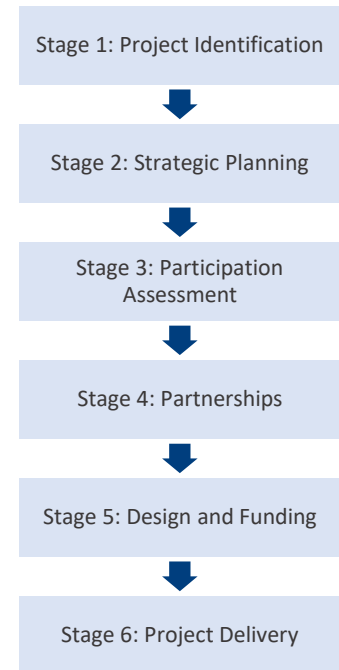 Stage 1: Project Identification
Stage 2: Strategic Planning
Stage 3: Participation
Assessment
Stage 4: Partnerships
Stage 5: Design and Funding
Stage 6: Project Delivery